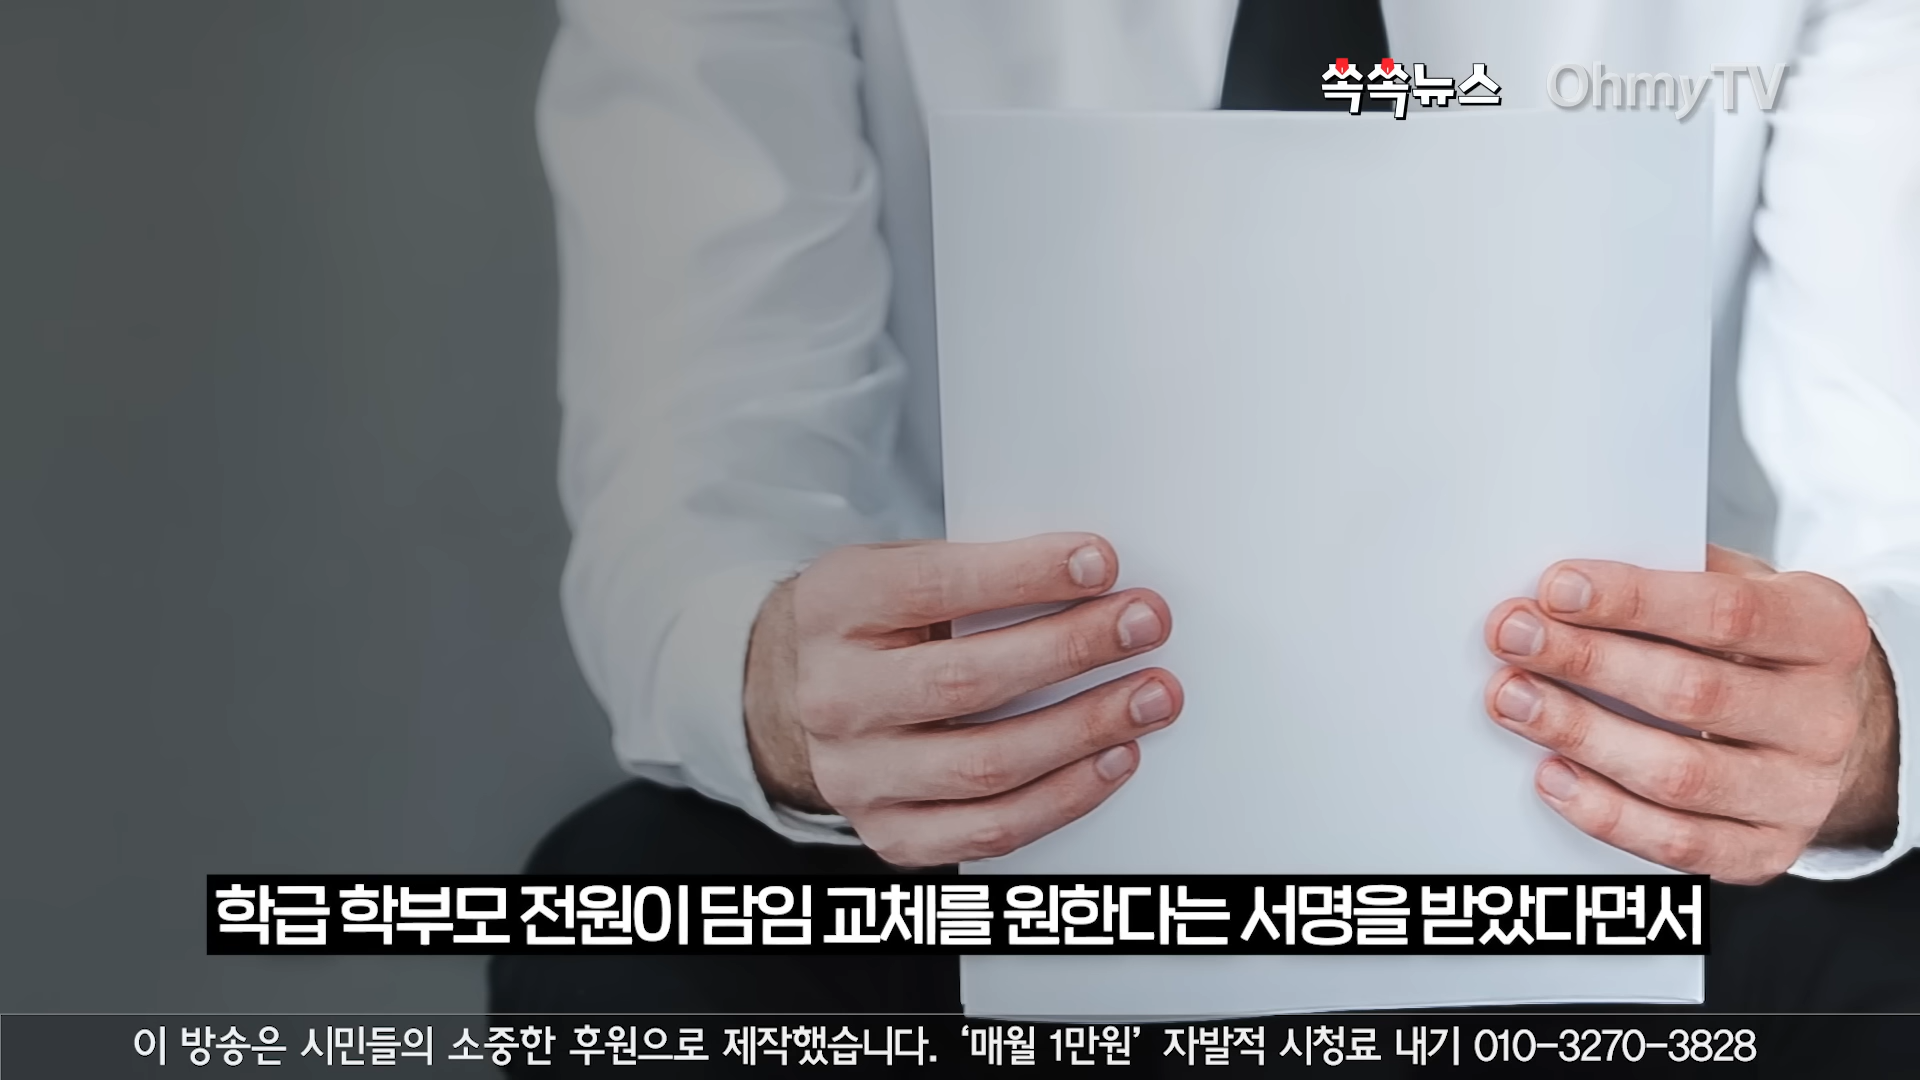 쏙쏙뉴스 OhmyTV
학급 학부모 전원이 담임 교체를 원한다는 서명을 받았다면서
이 방송은 시민들의 소중한 후원으로 제작했습니다. ‘매월 1만원’ 자발적 시청료 내기 010-3270-3828